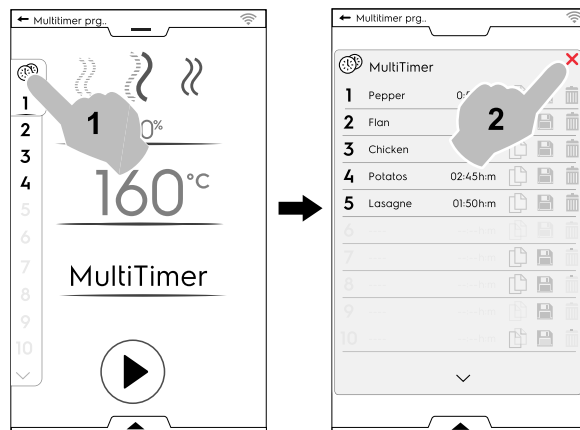 Multitimer prg..
1
2
3
4
5
6
7
8
9
10
1
0%
160°C
MultiTimer
Multitimer prg..
MultiTimer
1 Pepper
2 Flan
3 Chicken
4 Potatos 02:45h:m
5 Lasagne 01:50h:m
6
7
8
9
10
2